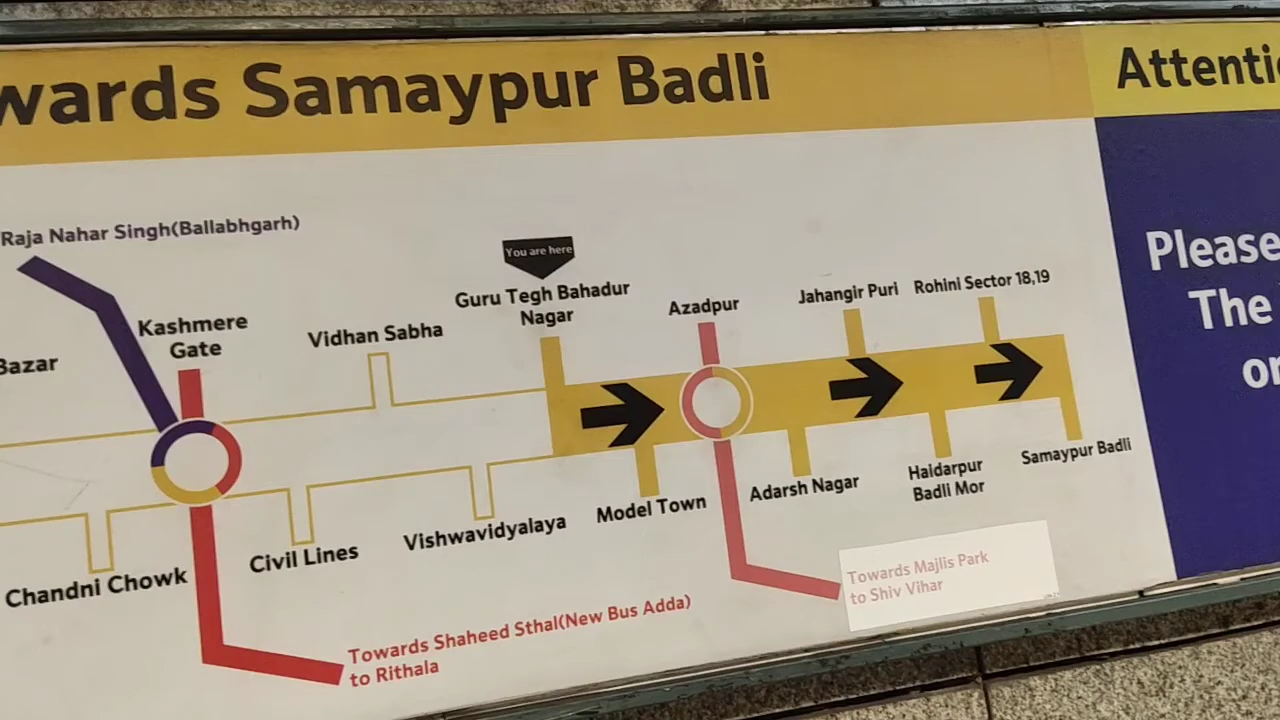 wards Samaypur Badli
Attenti
Raja Nahar Singh(Ballabhgarh)
Bazar
Kashmere
Gate
Vidhan Sabha
You are here
Guru Tegh Bahadur
Nagar
Azadpur
Jahangir Puri
Rohini Sector 18,19
Chandni Chowk
Civil Lines
Vishwavidyalaya
Model Town
Adarsh Nagar
Haidarpur
Badli Mor
Samaypur Badli
Towards Shaheed Sthal(New Bus Adda)
to Rithala
Towards Majlis Park
to Shiv Vihar
Please
The
or